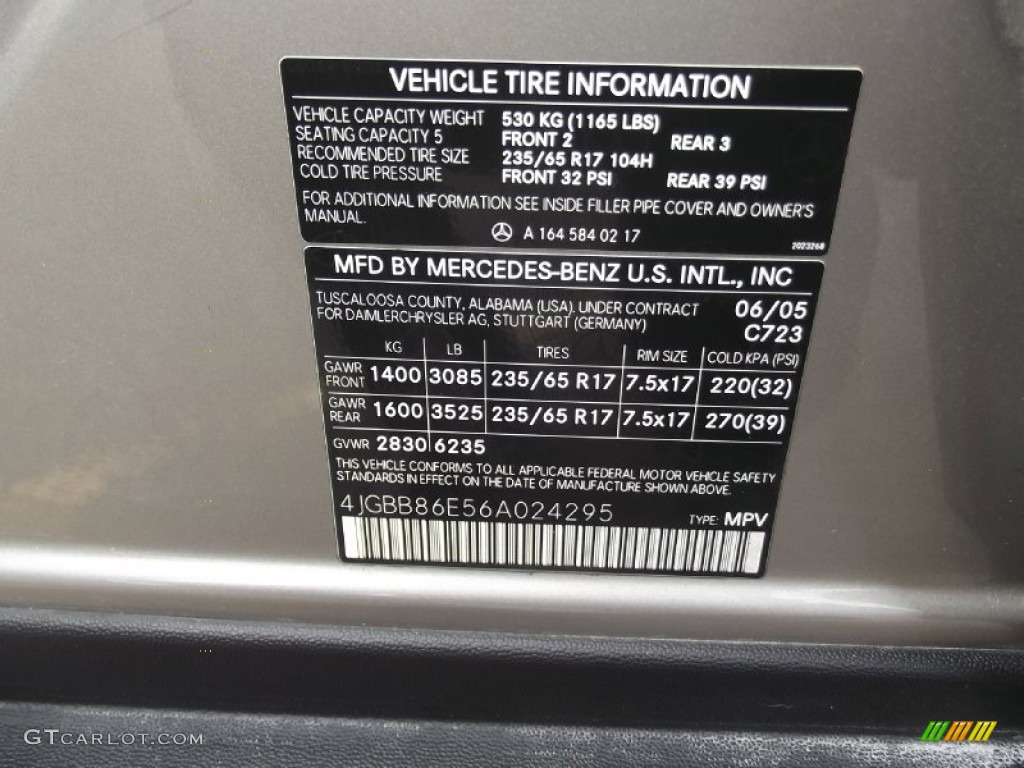 VEHICLE TIRE INFORMATION
VEHICLE CAPACITY WEIGHT 530 KG (1165 LBS)
SEATING CAPACITY 5 FRONT 2 REAR 3
RECOMMENDED TIRE SIZE 235/65 R17 104H
COLD TIRE PRESSURE FRONT 32 PSI REAR 39 PSI
FOR ADDITIONAL INFORMATION SEE INSIDE FILLER PIPE COVER AND OWNER'S
MANUAL.
A 164 584 02 17
2023268
MFD BY MERCEDES-BENZ U.S. INTL., INC
TUSCALOOSA COUNTY, ALABAMA (USA). UNDER CONTRACT 06/05
FOR DAIMLERCHRYSLER AG, STUTTGART (GERMANY) C723
KG LB TIRES RIM SIZE COLD KPA (PSI)
GAWR FRONT 1400 3085 235/65 R17 7.5x17 220(32)
GAWR REAR 1600 3525 235/65 R17 7.5x17 270(39)
GVWR 2830 6235
THIS VEHICLE CONFORMS TO ALL APPLICABLE FEDERAL MOTOR VEHICLE SAFETY
STANDARDS IN EFFECT ON THE DATE OF MANUFACTURE SHOWN ABOVE.
4JGBB86E56A024295 TYPE: MPV
GTCARLOT.COM